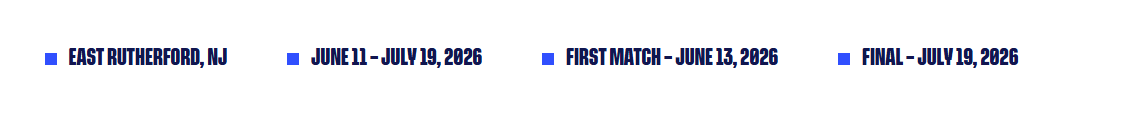 EAST RUTHERFORD, NJ
JUNE 11 – JULY 19, 2026
FIRST MATCH – JUNE 13, 2026
FINAL – JULY 19, 2026